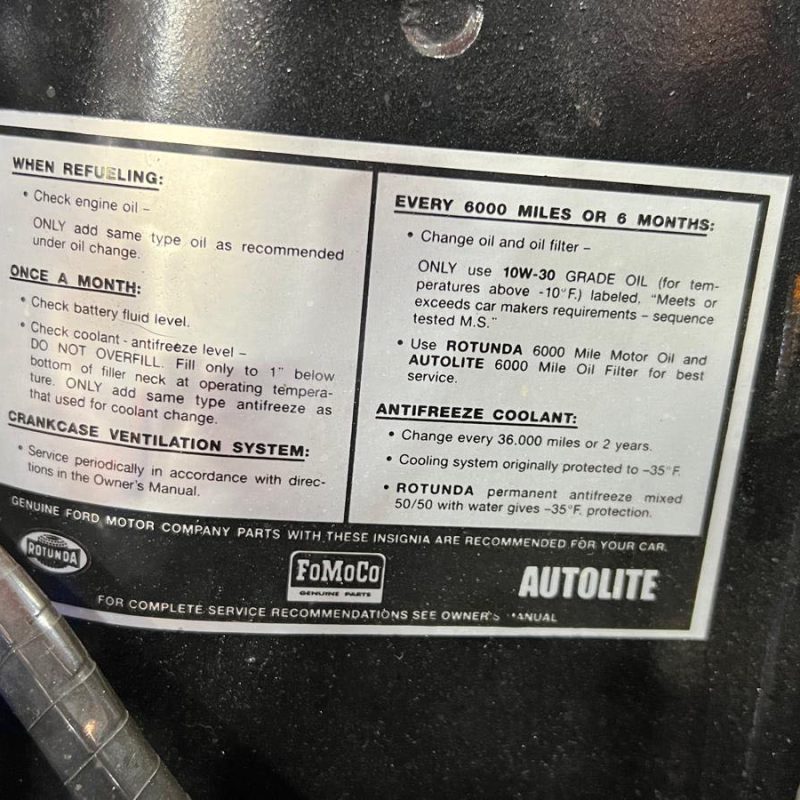 WHEN REFUELING:
• Check engine oil –
ONLY add same type oil as recommended
under oil change.
ONCE A MONTH:
• Check battery fluid level.
• Check coolant - antifreeze level –
DO NOT OVERFILL. Fill only to 1" below
bottom of filler neck at operating tempera-
ture. ONLY add same type antifreeze as
that used for coolant change.
CRANKCASE VENTILATION SYSTEM:
• Service periodically in accordance with direc-
tions in the Owner's Manual.
EVERY 6000 MILES OR 6 MONTHS:
• Change oil and oil filter –
ONLY use 10W-30 GRADE OIL (for tem-
peratures above -10°F.) labeled, "Meets or
exceeds car makers requirements – sequence
tested M.S."
• Use ROTUNDA 6000 Mile Motor Oil and
AUTOLITE 6000 Mile Oil Filter for best
service.
ANTIFREEZE COOLANT:
• Change every 36.000 miles or 2 years.
• Cooling system originally protected to –35°F.
• ROTUNDA permanent antifreeze mixed
50/50 with water gives –35°F. protection.
GENUINE FORD MOTOR COMPANY PARTS WITH THESE INSIGNIA ARE RECOMMENDED FOR YOUR CAR.
ROTUNDA
FoMoCo
GENUINE PARTS
AUTOLITE
FOR COMPLETE SERVICE RECOMMENDATIONS SEE OWNER'S MANUAL